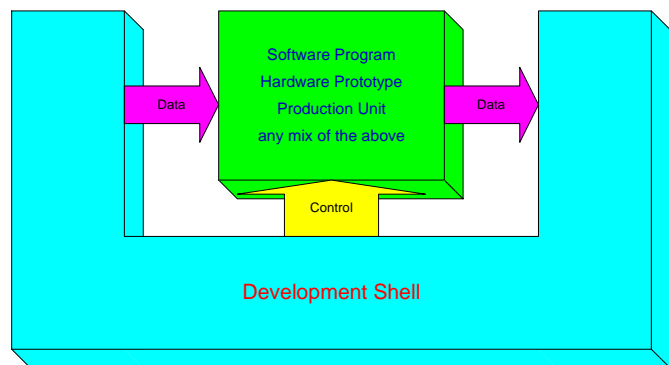 Software Program
Hardware Prototype
Production Unit
any mix of the above
Data
Data
Control
Development Shell